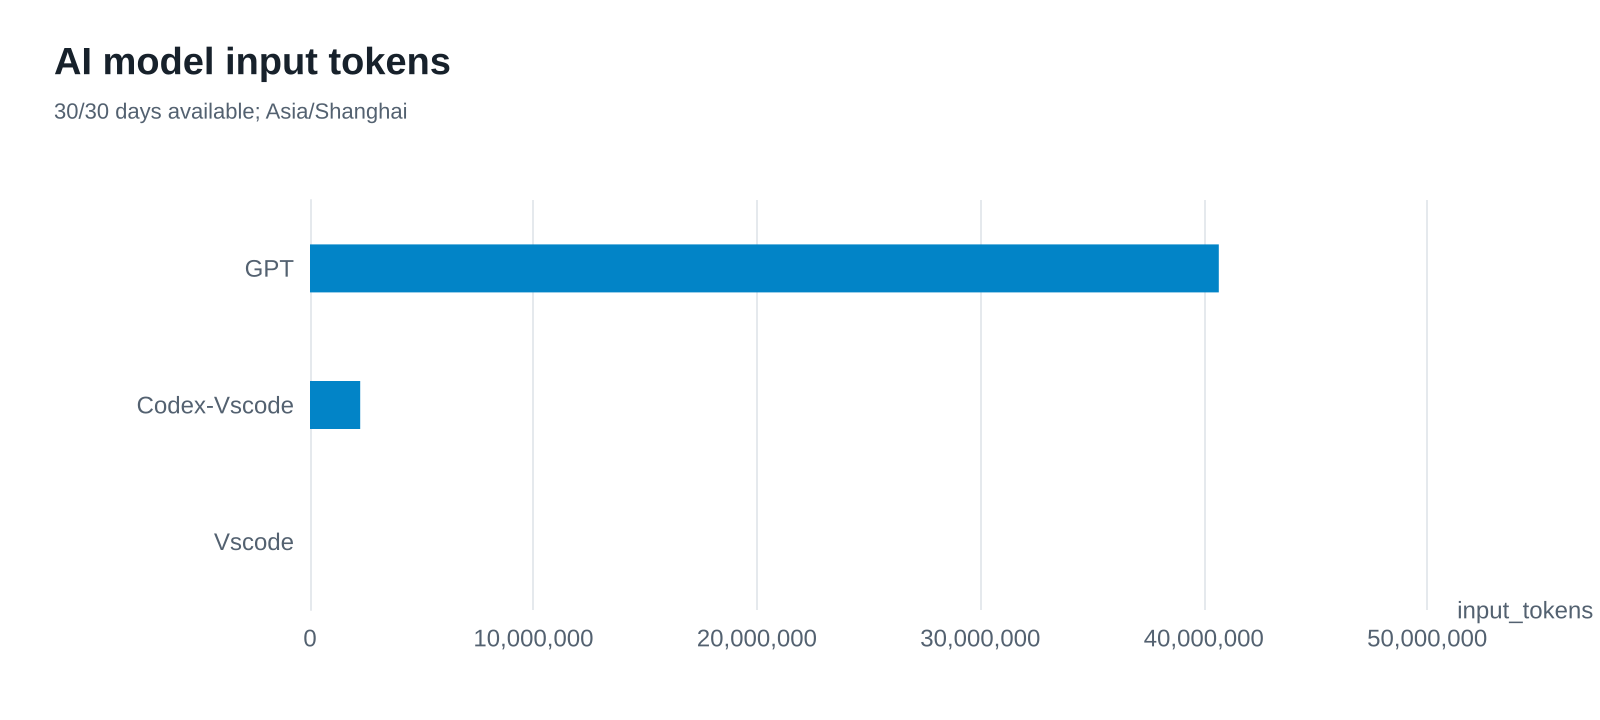 AI model input tokens
30/30 days available; Asia/Shanghai
GPT
Codex-Vscode
Vscode
input_tokens
0 10,000,000 20,000,000 30,000,000 40,000,000 50,000,000